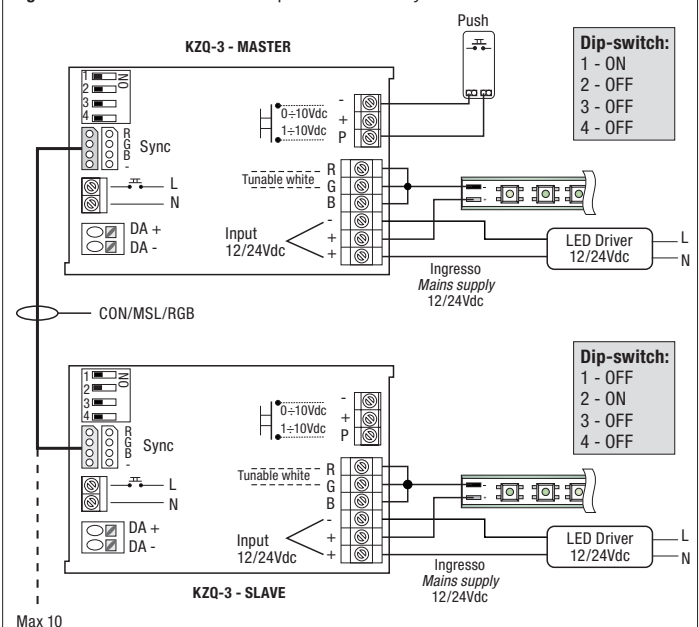 Push
KZQ-3 - MASTER
Dip-switch:
1 - ON
2 - OFF
3 - OFF
4 - OFF
1
2
3
4
ON
R
G
B
-
Sync
L
N
DA +
DA -
0÷10Vdc
1÷10Vdc
-
+
P
Tunable white
R
G
B
-
+
+
Input
12/24Vdc
-
+
LED Driver
12/24Vdc
L
N
Ingresso
Mains supply
12/24Vdc
CON/MSL/RGB
Dip-switch:
1 - OFF
2 - ON
3 - OFF
4 - OFF
1
2
3
4
ON
R
G
B
-
Sync
L
N
DA +
DA -
0÷10Vdc
1÷10Vdc
-
+
P
Tunable white
R
G
B
-
+
+
Input
12/24Vdc
-
+
LED Driver
12/24Vdc
L
N
Ingresso
Mains supply
12/24Vdc
KZQ-3 - SLAVE
Max 10